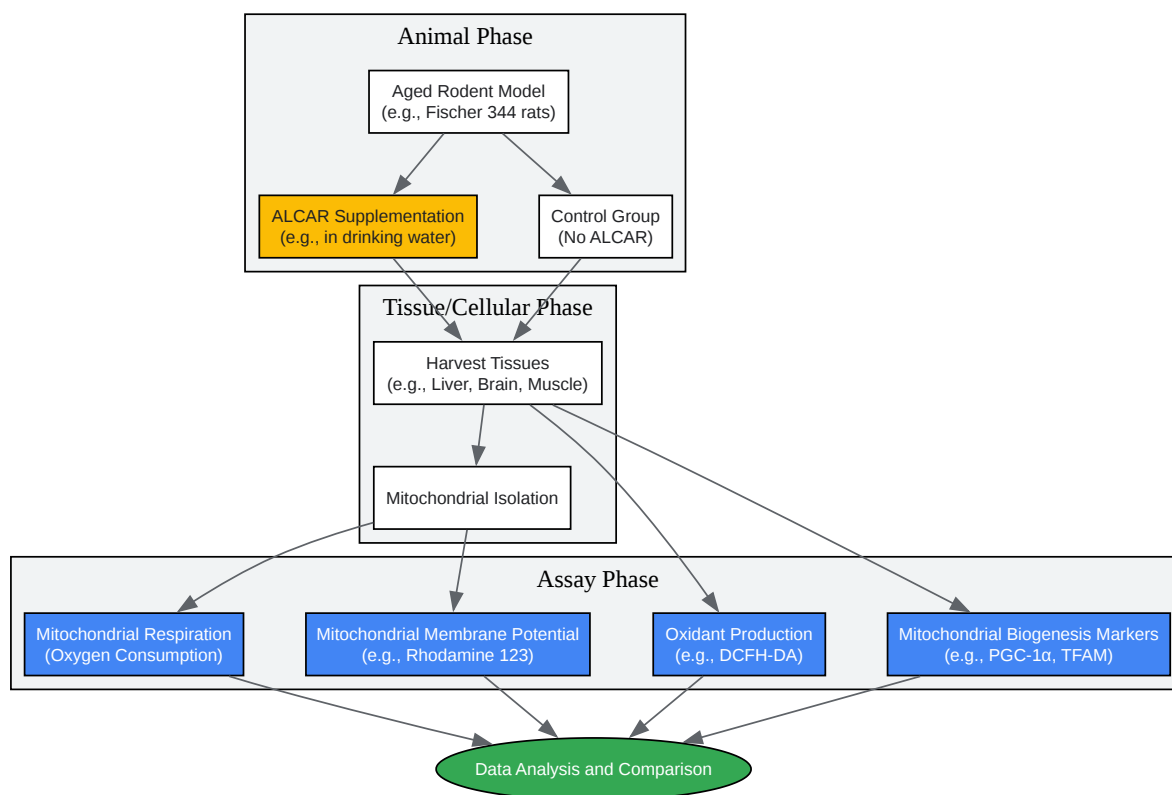 Animal Phase
Aged Rodent Model
(e.g., Fischer 344 rats)
ALCAR Supplementation
(e.g., in drinking water)
Control Group
(No ALCAR)
Tissue/Cellular Phase
Harvest Tissues
(e.g., Liver, Brain, Muscle)
Mitochondrial Isolation
Assay Phase
Mitochondrial Respiration
(Oxygen Consumption)
Mitochondrial Membrane Potential
(e.g., Rhodamine 123)
Oxidant Production
(e.g., DCFH-DA)
Mitochondrial Biogenesis Markers
(e.g., PGC-1α, TFAM)
Data Analysis and Comparison